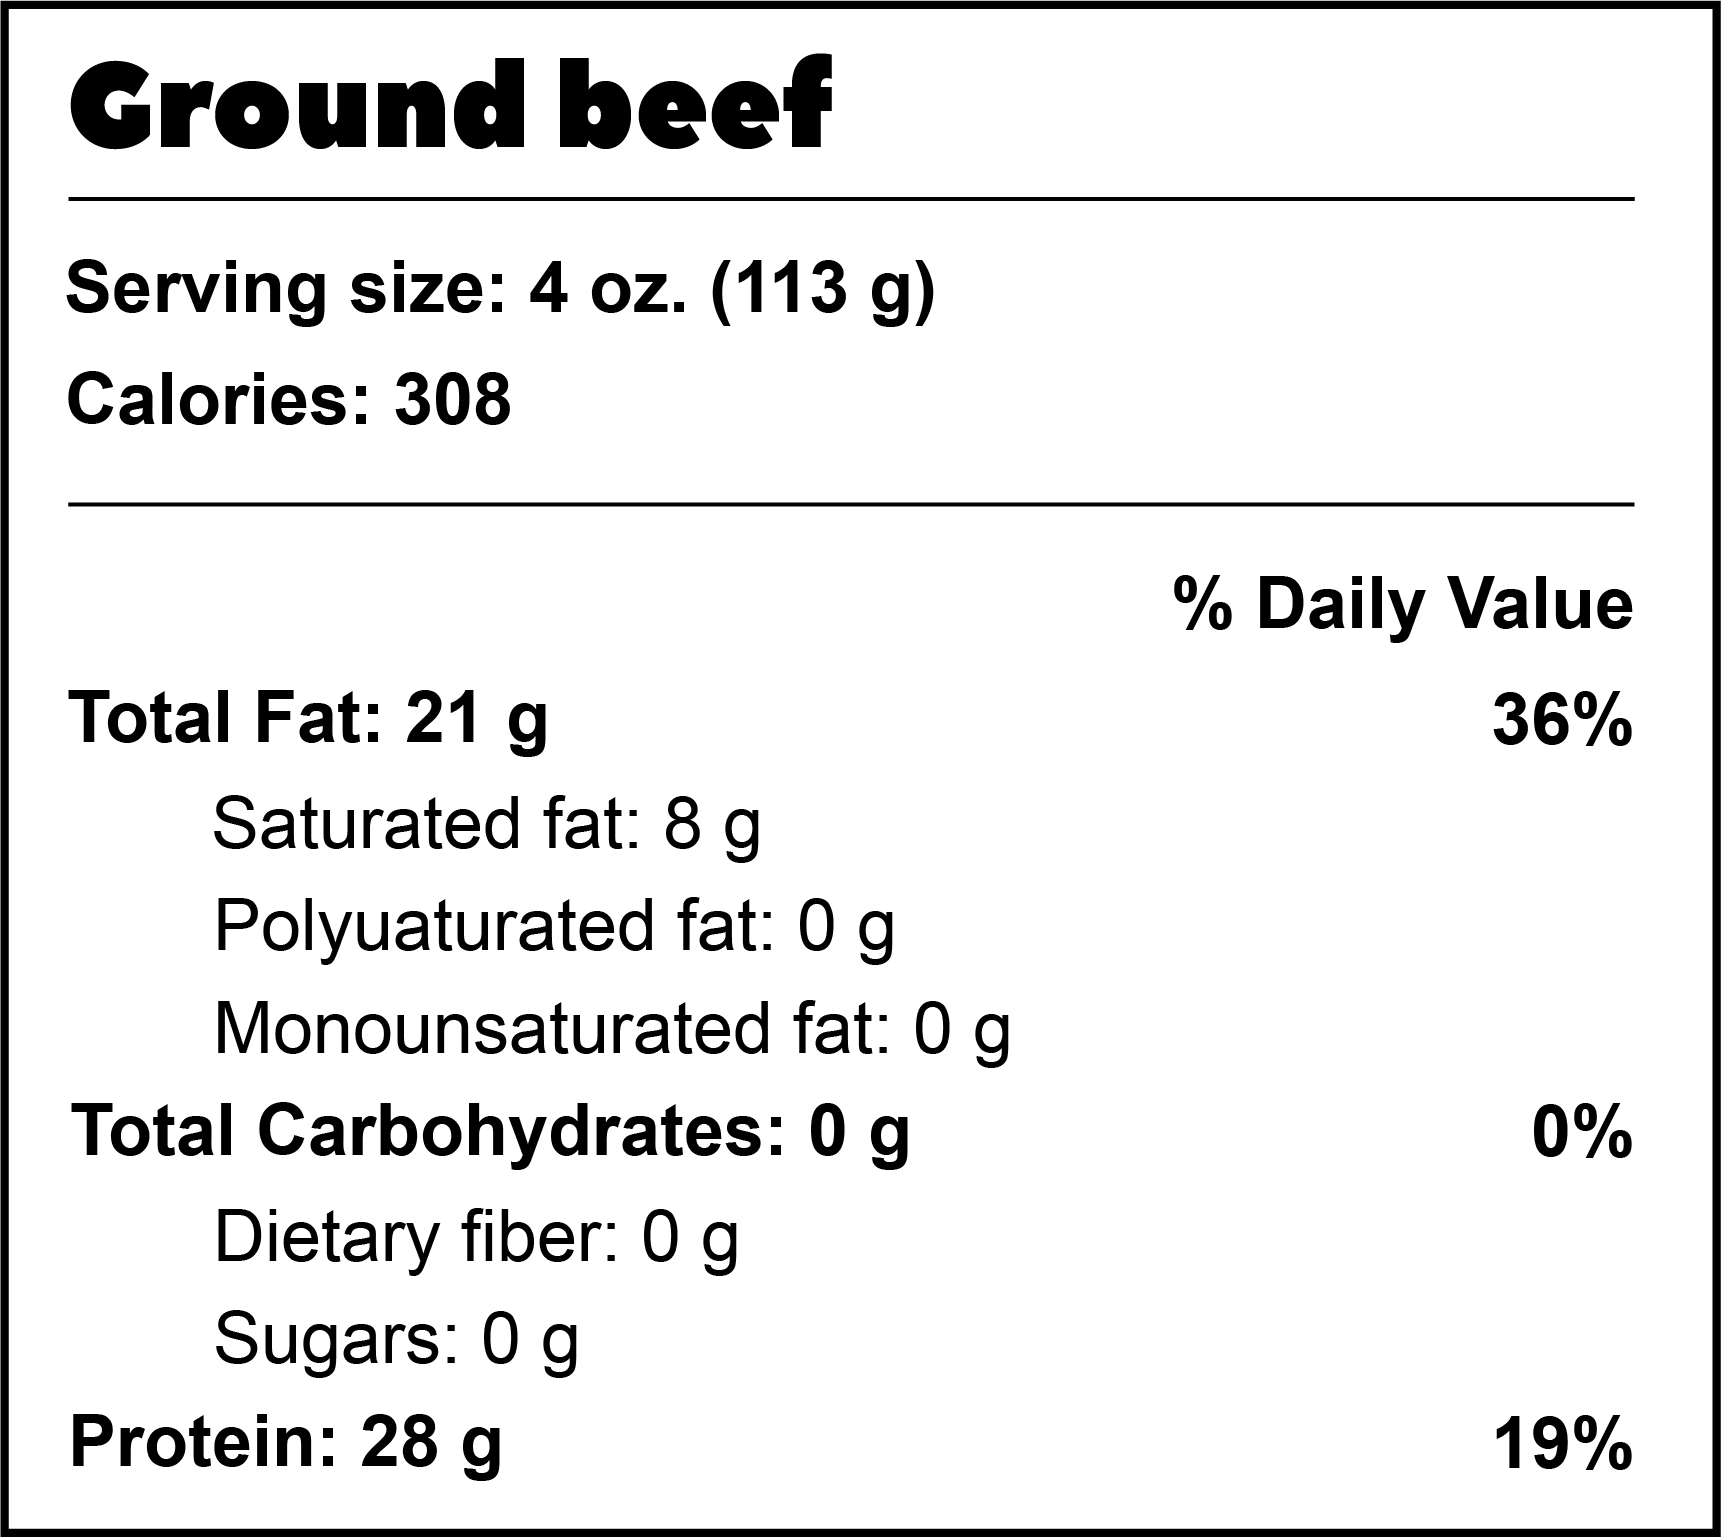 Ground beef
Serving size: 4 oz. (113 g)
Calories: 308
% Daily Value
Total Fat: 21 g 36%
Saturated fat: 8 g
Polyuaturated fat: 0 g
Monounsaturated fat: 0 g
Total Carbohydrates: 0 g 0%
Dietary fiber: 0 g
Sugars: 0 g
Protein: 28 g 19%